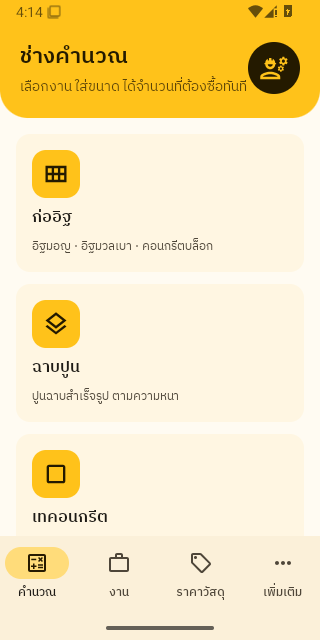 4:14
ช่างคำนวณ
เลือกงาน ใส่ขนาด ได้จำนวนที่ต้องซื้อทันที
ก่ออิฐ
อิฐมอญ · อิฐมวลเบา · คอนกรีตบล็อก
ฉาบปูน
ปูนฉาบสำเร็จรูป ตามความหนา
เทคอนกรีต
คำนวณ
งาน
ราคาวัสดุ
เพิ่มเติม